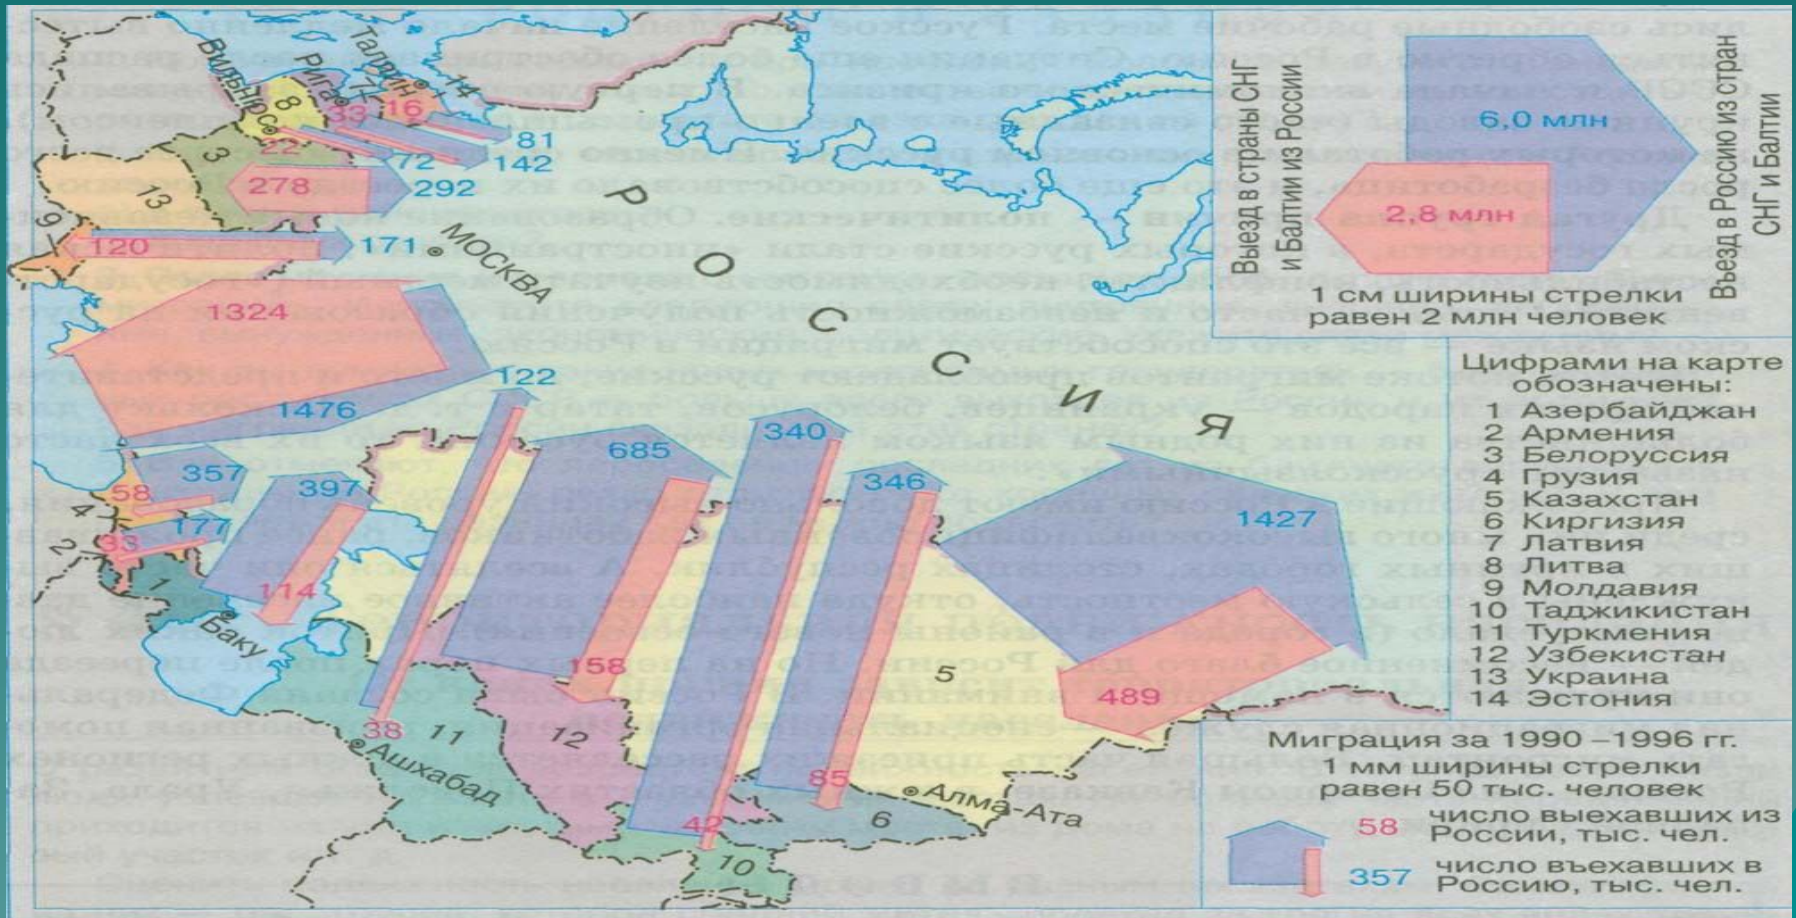 Вильнюс
Рига
Таллин
14
8
7
33
16
81
142
22
72
3
278
292
13
9
120
171
МОСКВА
РОССИЯ
1324
1476
122
357
397
58
4
177
33
2
1
114
Баку
685
340
346
1427
158
5
489
38
11
12
Ашхабад
85
42
Алма-Ата
6
10
Выезд в страны СНГ
и Балтии из России
6,0 млн
2,8 млн
Въезд в Россию из стран
СНГ и Балтии
1 см ширины стрелки
равен 2 млн человек
Цифрами на карте
обозначены:
1 Азербайджан
2 Армения
3 Белоруссия
4 Грузия
5 Казахстан
6 Киргизия
7 Латвия
8 Литва
9 Молдавия
10 Таджикистан
11 Туркмения
12 Узбекистан
13 Украина
14 Эстония
Миграция за 1990 – 1996 гг.
1 мм ширины стрелки
равен 50 тыс. человек
58 число выехавших из
России, тыс. чел.
357 число въехавших в
Россию, тыс. чел.